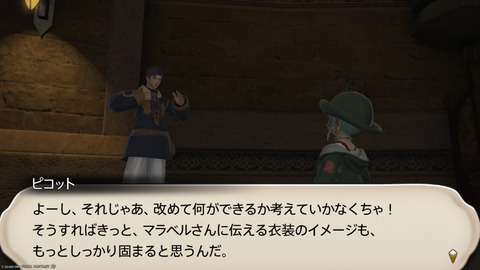 ピコット
よーし、それじゃあ、改めて何ができるか考えていかなくちゃ！
そうすればきっと、マラベルさんに伝える衣装のイメージも、
もっとしっかり固まると思うんだ。